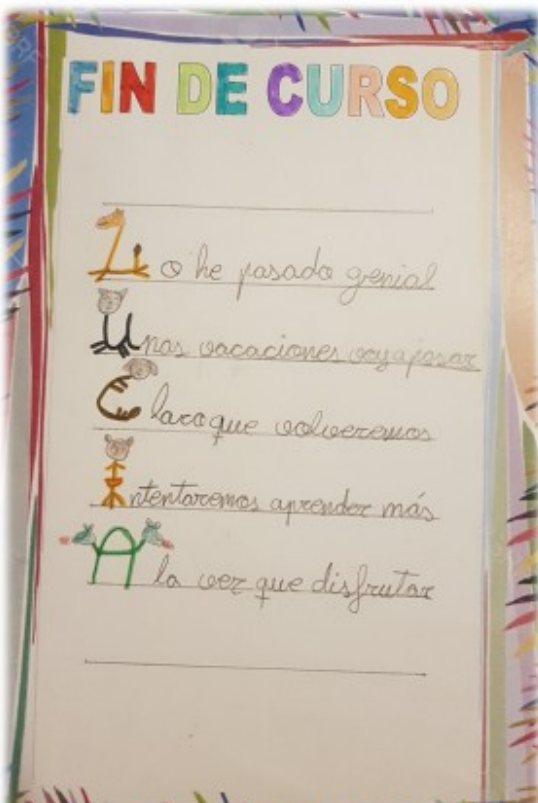 FIN DE CURSO
Lo he pasado genial
Unas vacaciones voy a pasar
Claro que volveremos
Intentaremos aprender más
A la vez que disfrutar